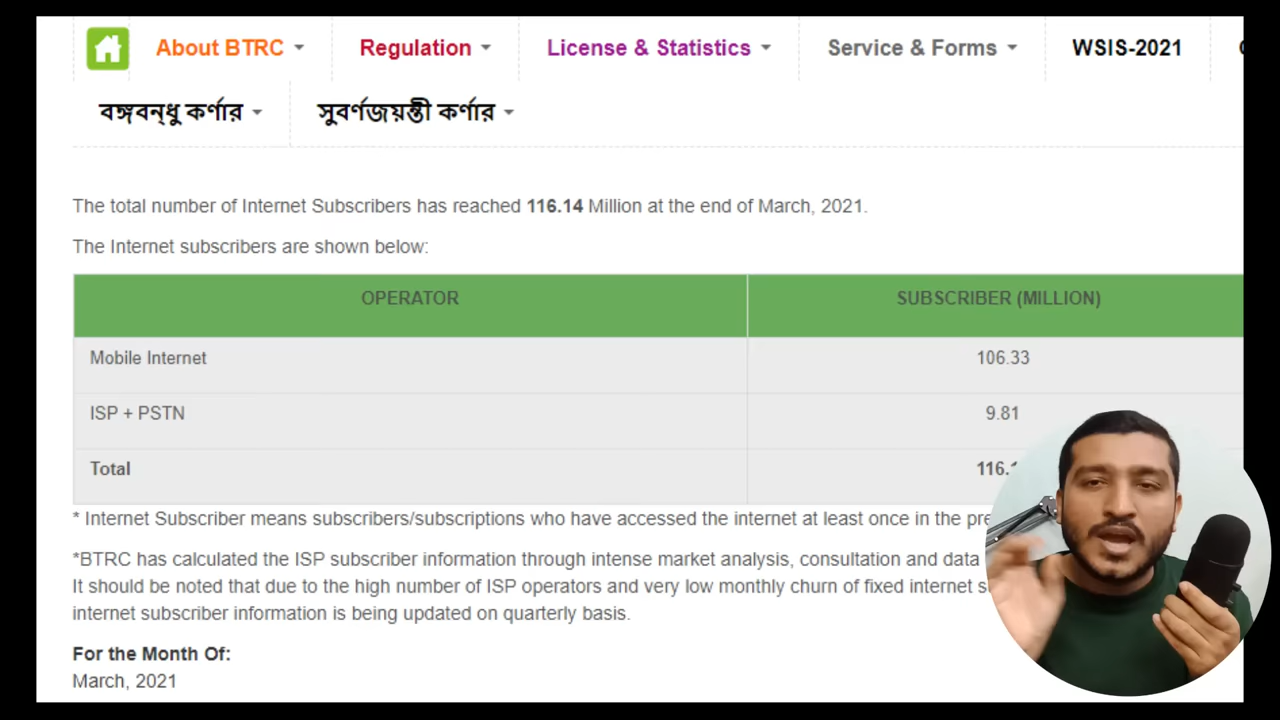 About BTRC Regulation License & Statistics Service & Forms WSIS-2021
বঙ্গবন্ধু কর্ণার সুবর্ণজয়ন্তী কর্ণার
The total number of Internet Subscribers has reached 116.14 Million at the end of March, 2021.
The Internet subscribers are shown below:
OPERATOR SUBSCRIBER (MILLION)
Mobile Internet 106.33
ISP + PSTN 9.81
Total
* Internet Subscriber means subscribers/subscriptions who have accessed the internet at least once in the
*BTRC has calculated the ISP subscriber information through intense market analysis, consultation and data
It should be noted that due to the high number of ISP operators and very low monthly churn of fixed internet
internet subscriber information is being updated on quarterly basis.
For the Month Of:
March, 2021